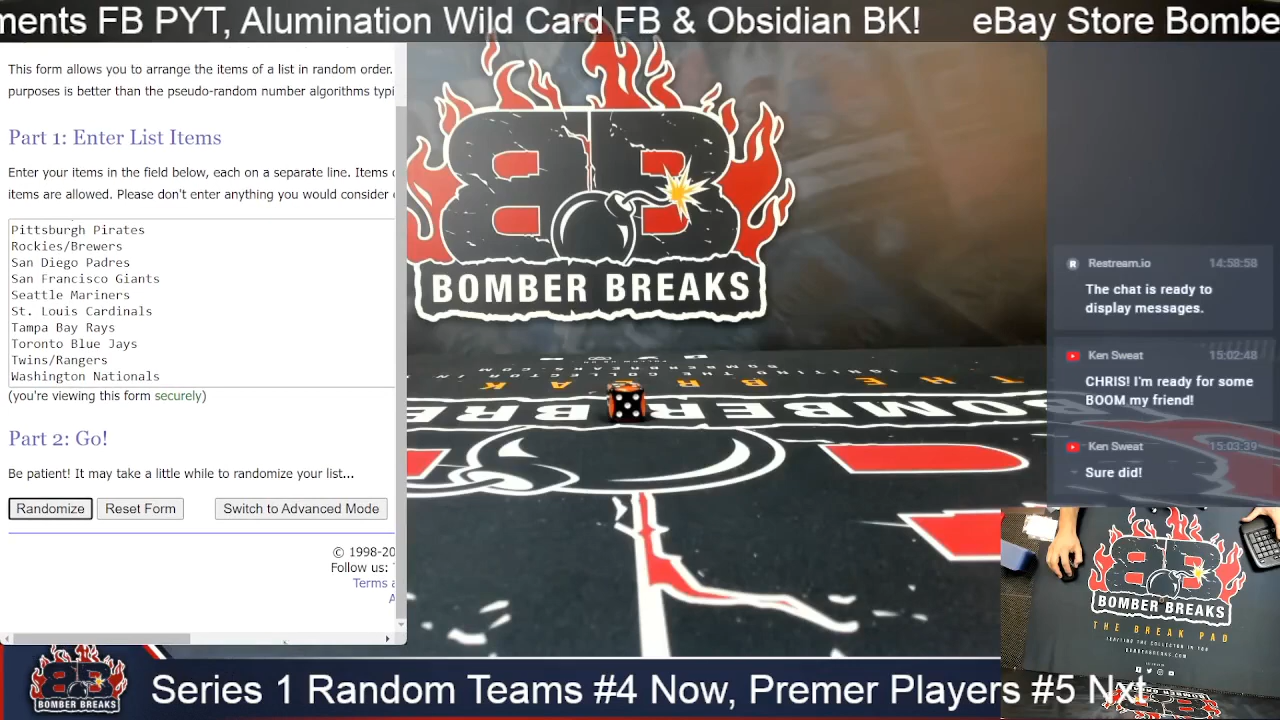 ments FB PYT, Alumination Wild Card FB & Obsidian BK!
eBay Store Bombe
This form allows you to arrange the items of a list in random order.
purposes is better than the pseudo-random number algorithms typi
Part 1: Enter List Items
Enter your items in the field below, each on a separate line. Items
items are allowed. Please don't enter anything you would consider
Pittsburgh Pirates
Rockies/Brewers
San Diego Padres
San Francisco Giants
Seattle Mariners
St. Louis Cardinals
Tampa Bay Rays
Toronto Blue Jays
Twins/Rangers
Washington Nationals
(you're viewing this form securely)
Part 2: Go!
Be patient! It may take a little while to randomize your list...
Randomize
Reset Form
Switch to Advanced Mode
© 1998-20
Follow us:
Terms
BB
BOMBER BREAKS
Restream.io 14:58:58
The chat is ready to
display messages.
Ken Sweat 15:02:48
CHRIS! I'm ready for some
BOOM my friend!
Ken Sweat 15:03:39
Sure did!
BB
BOMBER BREAKS
THE BREAK PAD
BOMBERBREAKS.COM
BB
BOMBER BREAKS
Series 1 Random Teams #4 Now, Premer Players #5 Nxt